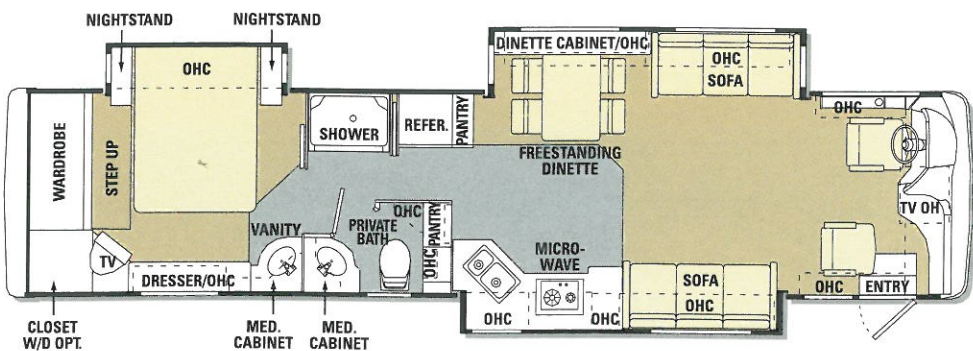 NIGHTSTAND
NIGHTSTAND
OHC
DINETTE CABINET/OHC
OHC
SOFA
WARDROBE
STEP UP
SHOWER
REFER.
PANTRY
OHC
FREESTANDING
DINETTE
TV OH
VANITY
PRIVATE
BATH
OHC
PANTRY
OHC
MICRO-
WAVE
TV
DRESSER/OHC
SOFA
OHC
OHC
OHC
OHC
ENTRY
CLOSET
W/D OPT.
MED.
CABINET
MED.
CABINET